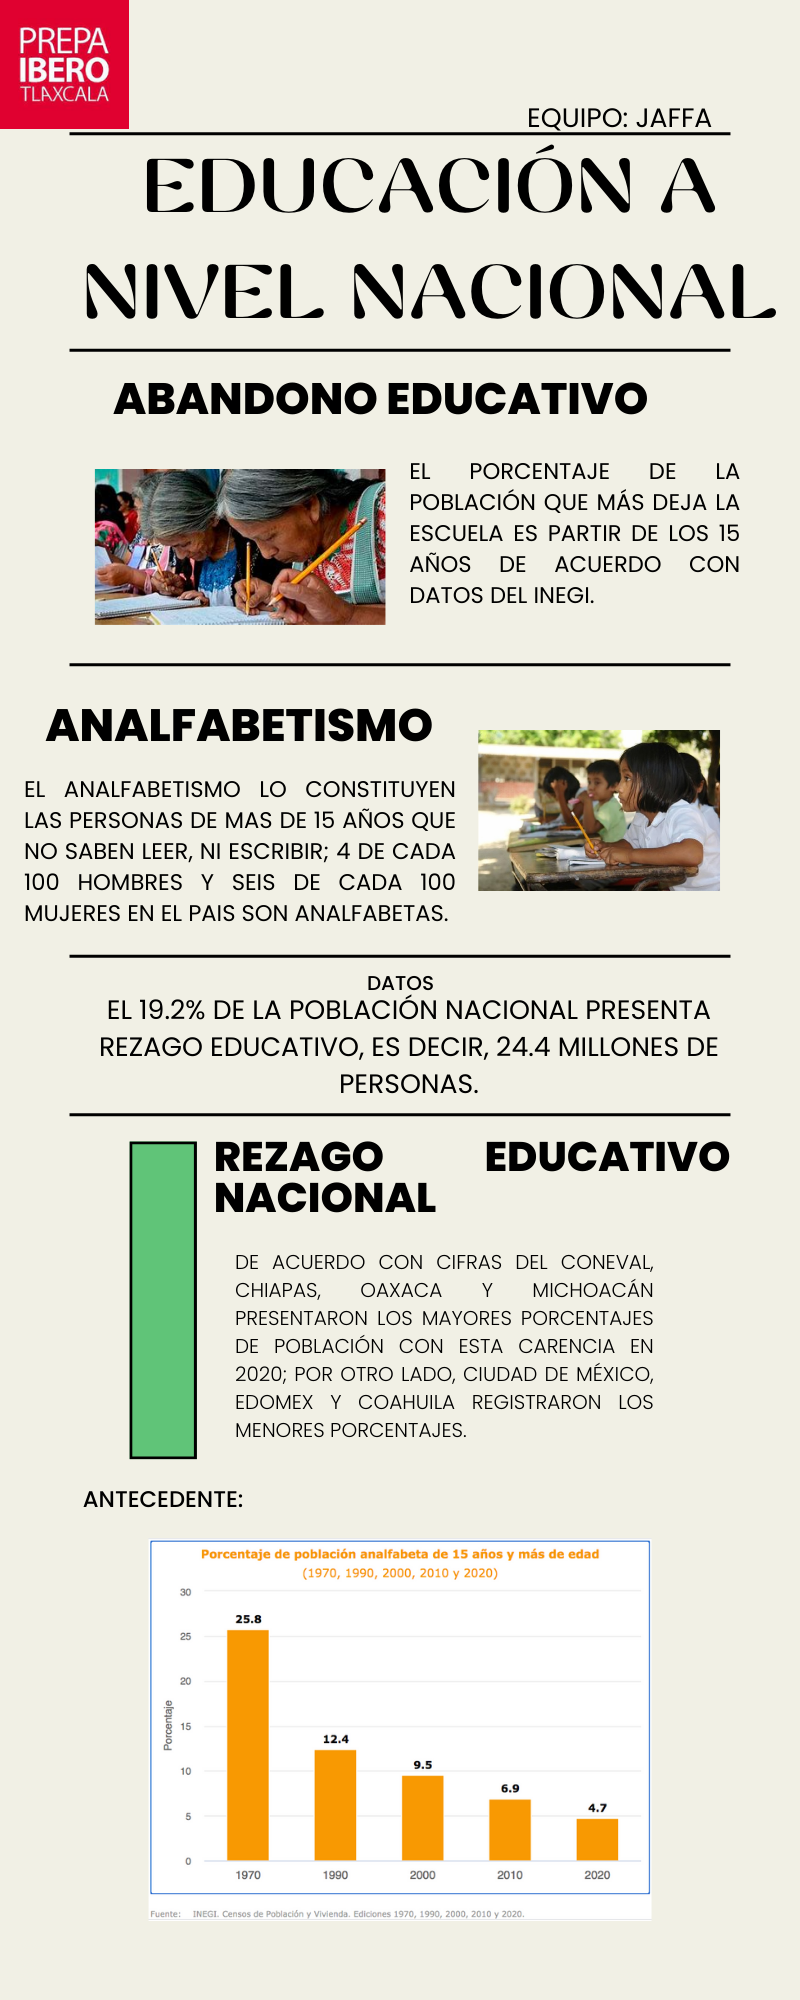 PREPA
IBERO
TLAXCALA
EQUIPO: JAFFA
EDUCACIÓN A
NIVEL NACIONAL
ABANDONO EDUCATIVO
EL PORCENTAJE DE LA
POBLACIÓN QUE MÁS DEJA LA
ESCUELA ES PARTIR DE LOS 15
AÑOS DE ACUERDO CON
DATOS DEL INEGI.
ANALFABETISMO
EL ANALFABETISMO LO CONSTITUYEN
LAS PERSONAS DE MAS DE 15 AÑOS QUE
NO SABEN LEER, NI ESCRIBIR; 4 DE CADA
100 HOMBRES Y SEIS DE CADA 100
MUJERES EN EL PAIS SON ANALFABETAS.
DATOS
EL 19.2% DE LA POBLACIÓN NACIONAL PRESENTA
REZAGO EDUCATIVO, ES DECIR, 24.4 MILLONES DE
PERSONAS.
REZAGO EDUCATIVO
NACIONAL
DE ACUERDO CON CIFRAS DEL CONEVAL,
CHIAPAS, OAXACA Y MICHOACÁN
PRESENTARON LOS MAYORES PORCENTAJES
DE POBLACIÓN CON ESTA CARENCIA EN
2020; POR OTRO LADO, CIUDAD DE MÉXICO,
EDOMEX Y COAHUILA REGISTRARON LOS
MENORES PORCENTAJES.
ANTECEDENTE:
Porcentaje de población analfabeta de 15 años y más de edad
(1970, 1990, 2000, 2010 y 2020)
Porcentaje
30
25
20
15
10
5
0
25.8
12.4
9.5
6.9
4.7
1970 1990 2000 2010 2020
Fuente: INEGI. Censos de Población y Vivienda. Ediciones 1970, 1990, 2000, 2010 y 2020.